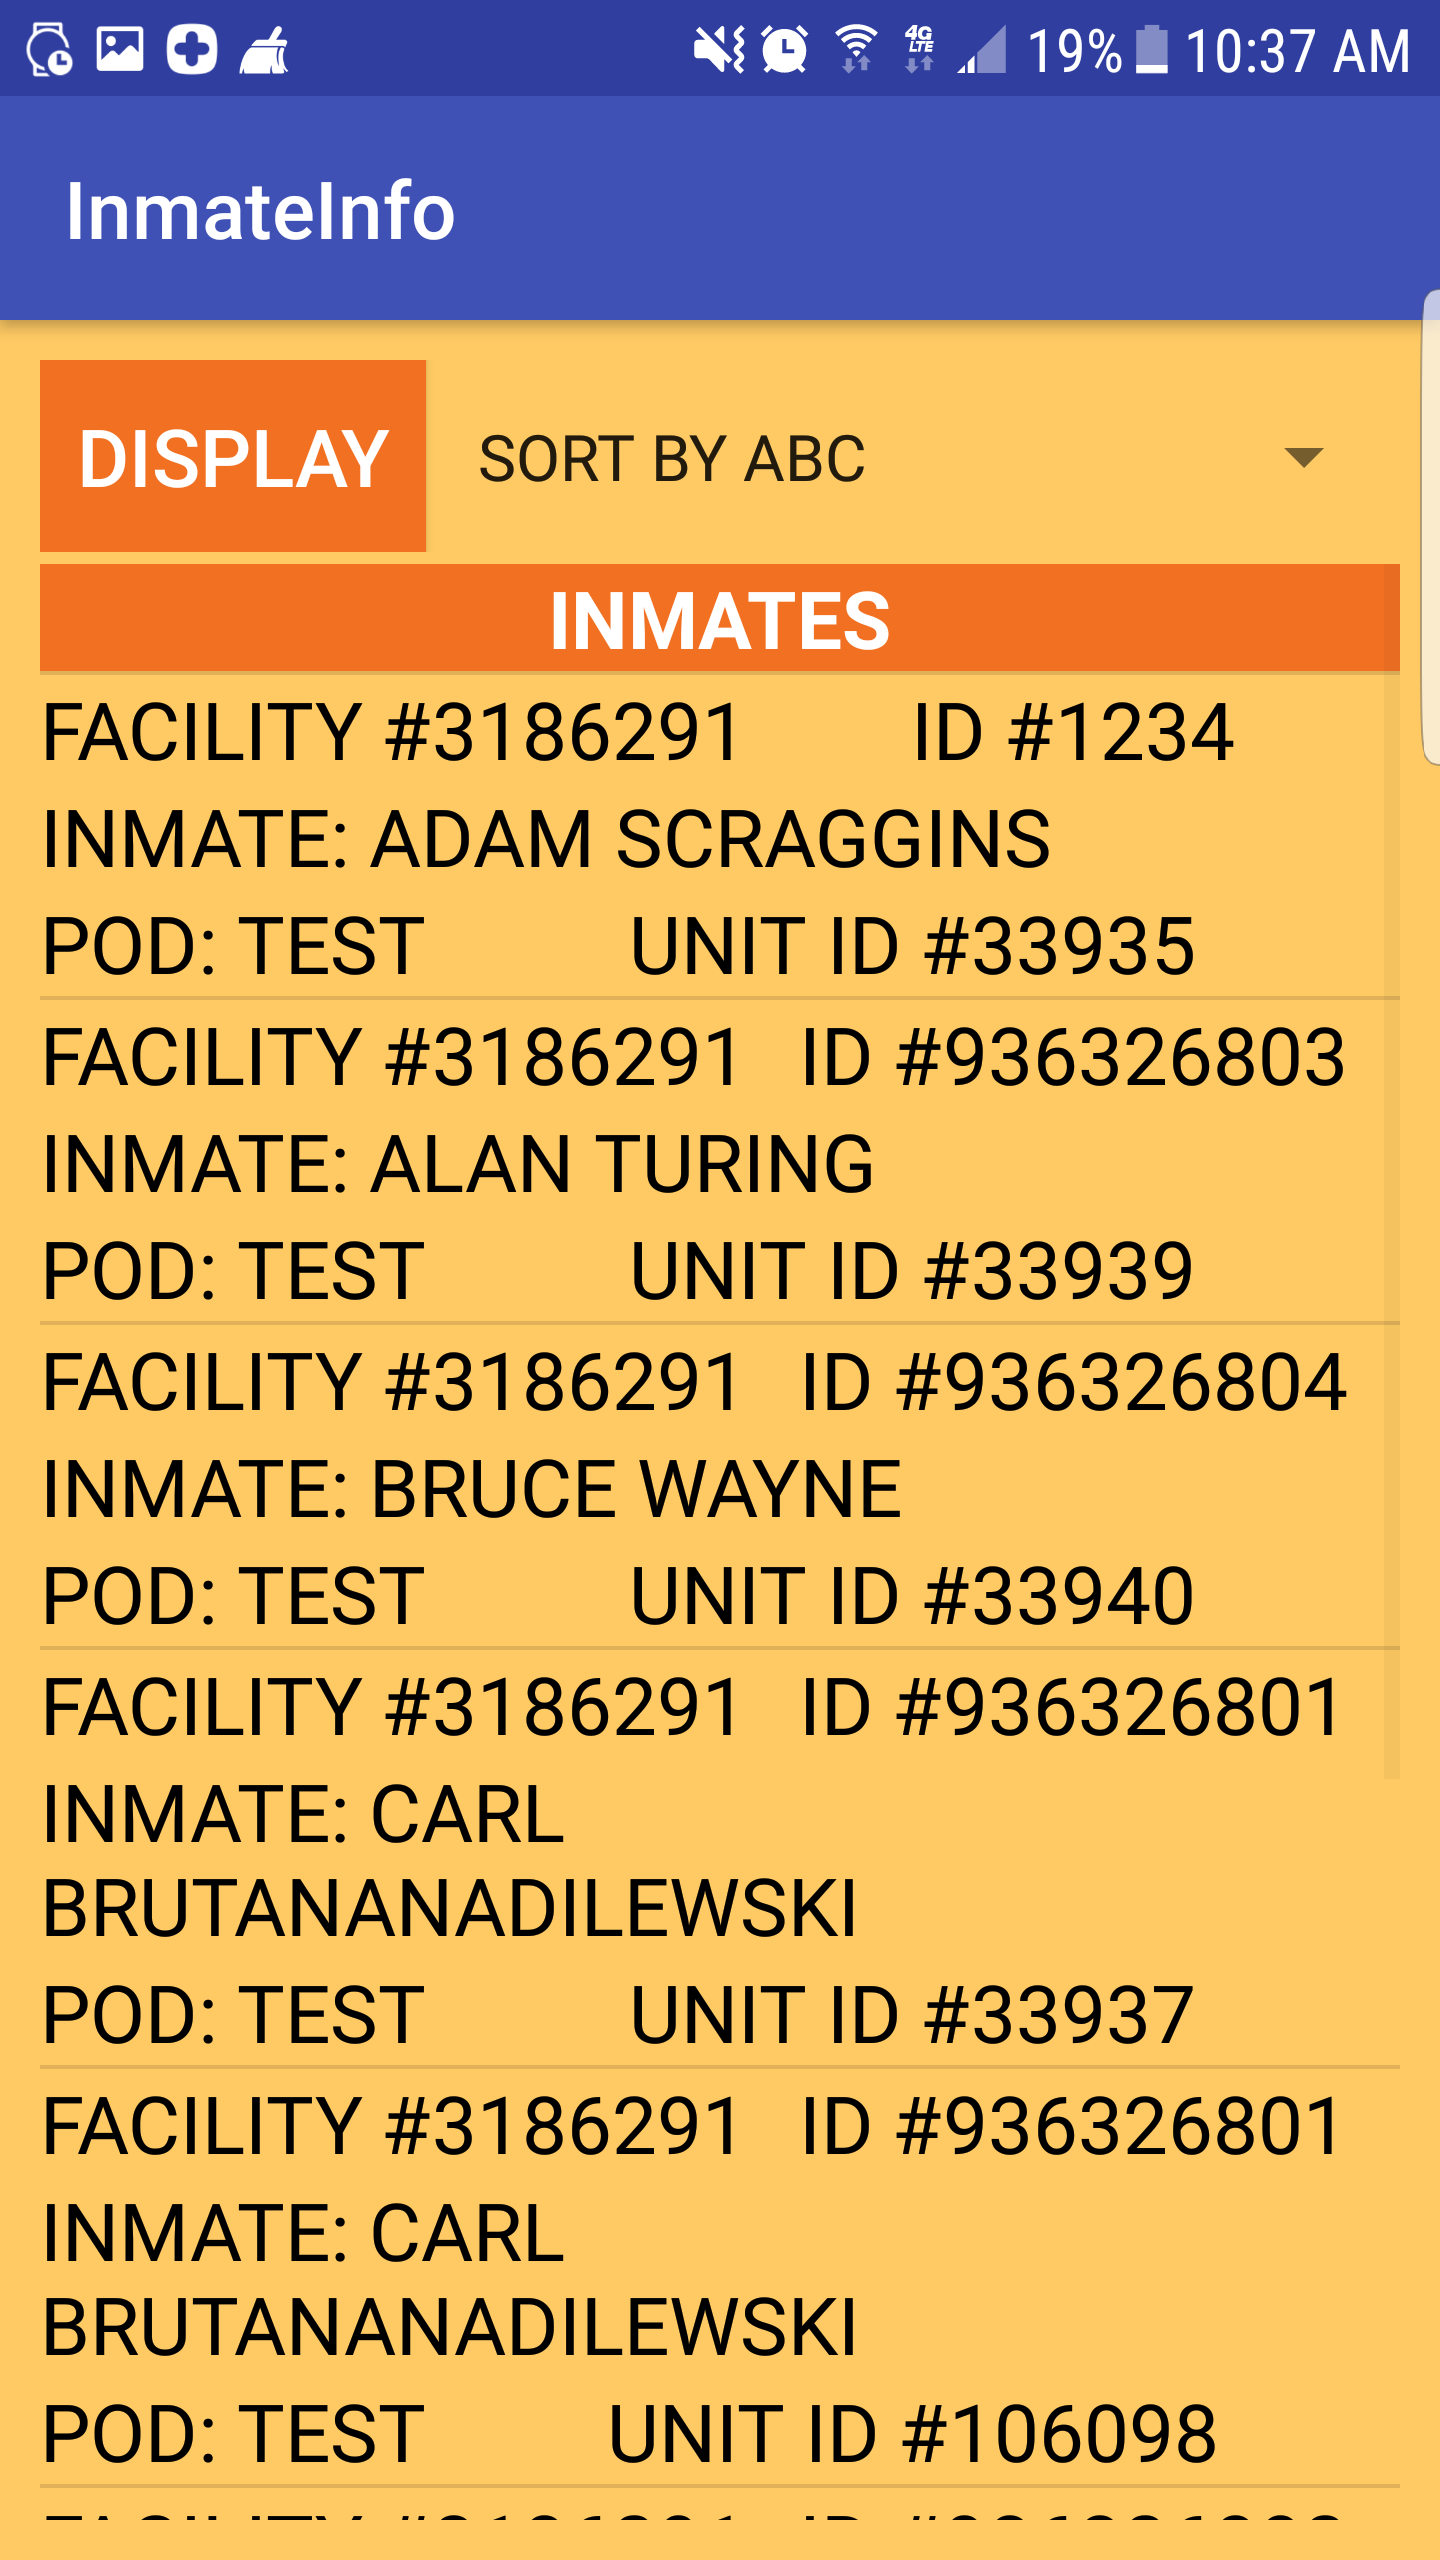 4G
LTE
19%
10:37 AM
InmateInfo
DISPLAY
SORT BY ABC
INMATES
FACILITY #3186291 ID #1234
INMATE: ADAM SCRAGGINS
POD: TEST UNIT ID #33935
FACILITY #3186291 ID #936326803
INMATE: ALAN TURING
POD: TEST UNIT ID #33939
FACILITY #3186291 ID #936326804
INMATE: BRUCE WAYNE
POD: TEST UNIT ID #33940
FACILITY #3186291 ID #936326801
INMATE: CARL
BRUTANANADILEWSKI
POD: TEST UNIT ID #33937
FACILITY #3186291 ID #936326801
INMATE: CARL
BRUTANANADILEWSKI
POD: TEST UNIT ID #106098